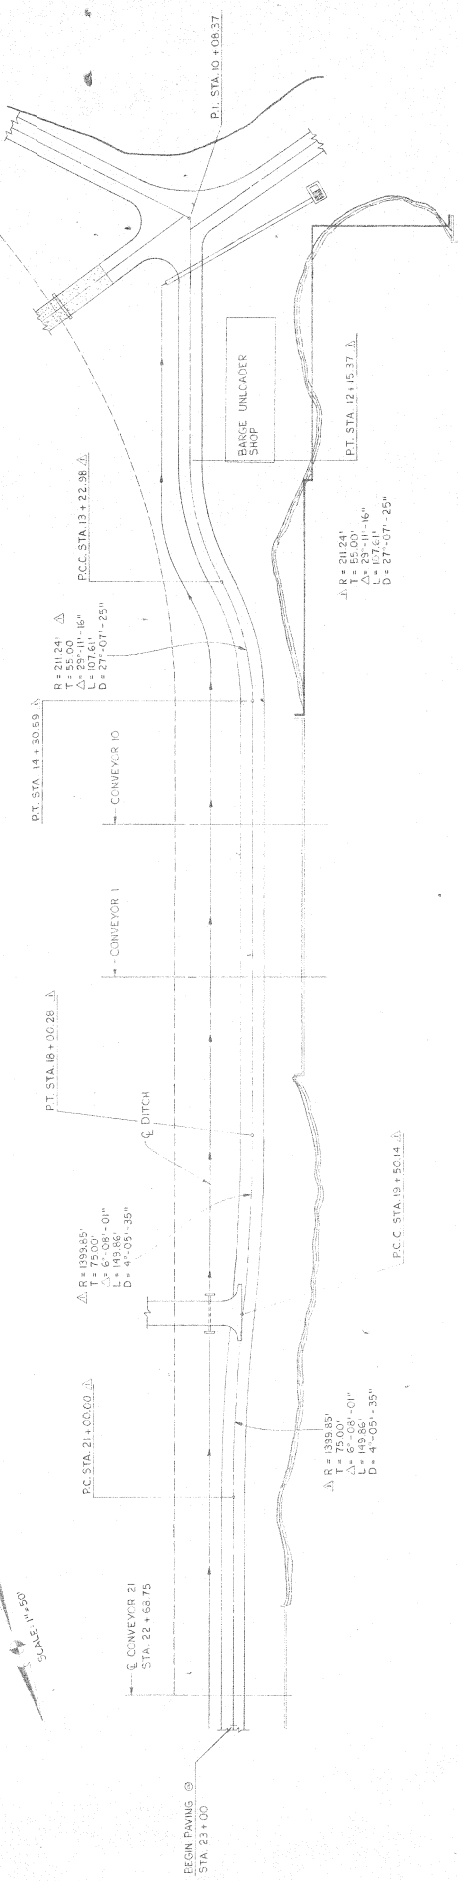 P.I. STA. 10 + 08.37
BARGE UNLOADER
SHOP
P.T. STA. 12+15.37
P.C.C. STA. 13 + 22.98
R = 211.24'
T = 55.00'
Δ = 29°-11'-16"
L = 107.61'
D = 27°-07'-25"
R = 211.24'
T = 55.00'
Δ = 29°-11'-16"
L = 107.61'
D = 27°-07'-25"
P.T. STA. 14 + 30.59
CONVEYOR 10
CONVEYOR 1
P.T. STA. 18 + 00.28
℄ DITCH
R = 1399.85'
T = 75.00'
Δ = 6°-08'-01"
L = 149.86'
D = 4°-05'-35"
P.C.C. STA. 19 + 50.14
P.C. STA. 21 + 00.00
R = 1399.85'
T = 75.00'
Δ = 6°-08'-01"
L = 149.86'
D = 4°-05'-35"
℄ CONVEYOR 21
STA. 22 + 68.75
SCALE: 1"=50'
BEGIN PAVING @
STA. 23 + 00